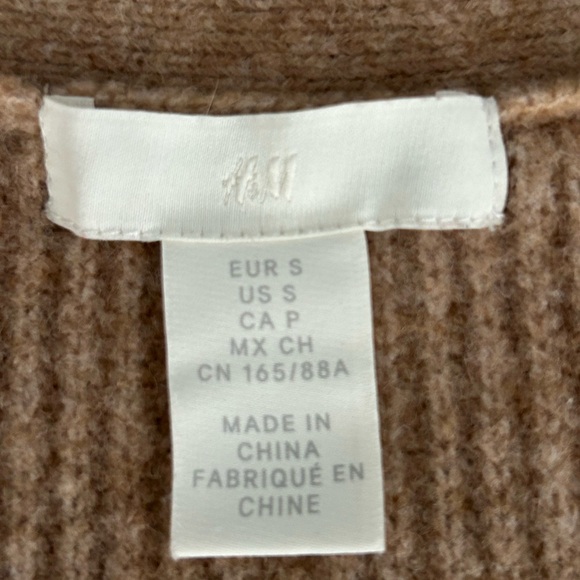 H&M
EUR S
US S
CA P
MX CH
CN 165/88A
MADE IN
CHINA
FABRIQUÉ EN
CHINE